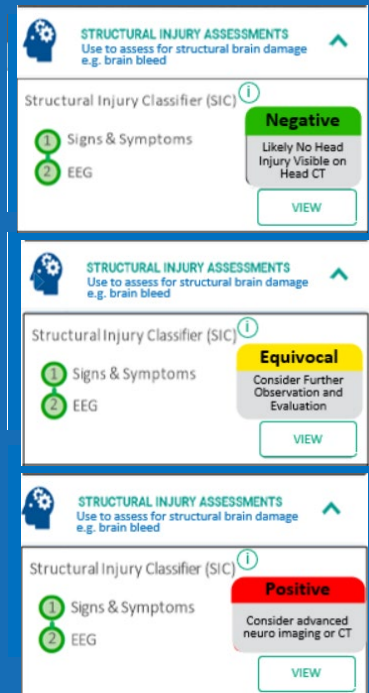 STRUCTURAL INJURY ASSESSMENTS
Use to assess for structural brain damage
e.g. brain bleed
Structural Injury Classifier (SIC) i
Negative
1 Signs & Symptoms
Likely No Head
Injury Visible on
Head CT
2 EEG
VIEW
STRUCTURAL INJURY ASSESSMENTS
Use to assess for structural brain damage
e.g. brain bleed
Structural Injury Classifier (SIC) i
Equivocal
1 Signs & Symptoms
Consider Further
Observation and
Evaluation
2 EEG
VIEW
STRUCTURAL INJURY ASSESSMENTS
Use to assess for structural brain damage
e.g. brain bleed
Structural Injury Classifier (SIC) i
Positive
1 Signs & Symptoms
Consider advanced
neuro imaging or CT
2 EEG
VIEW